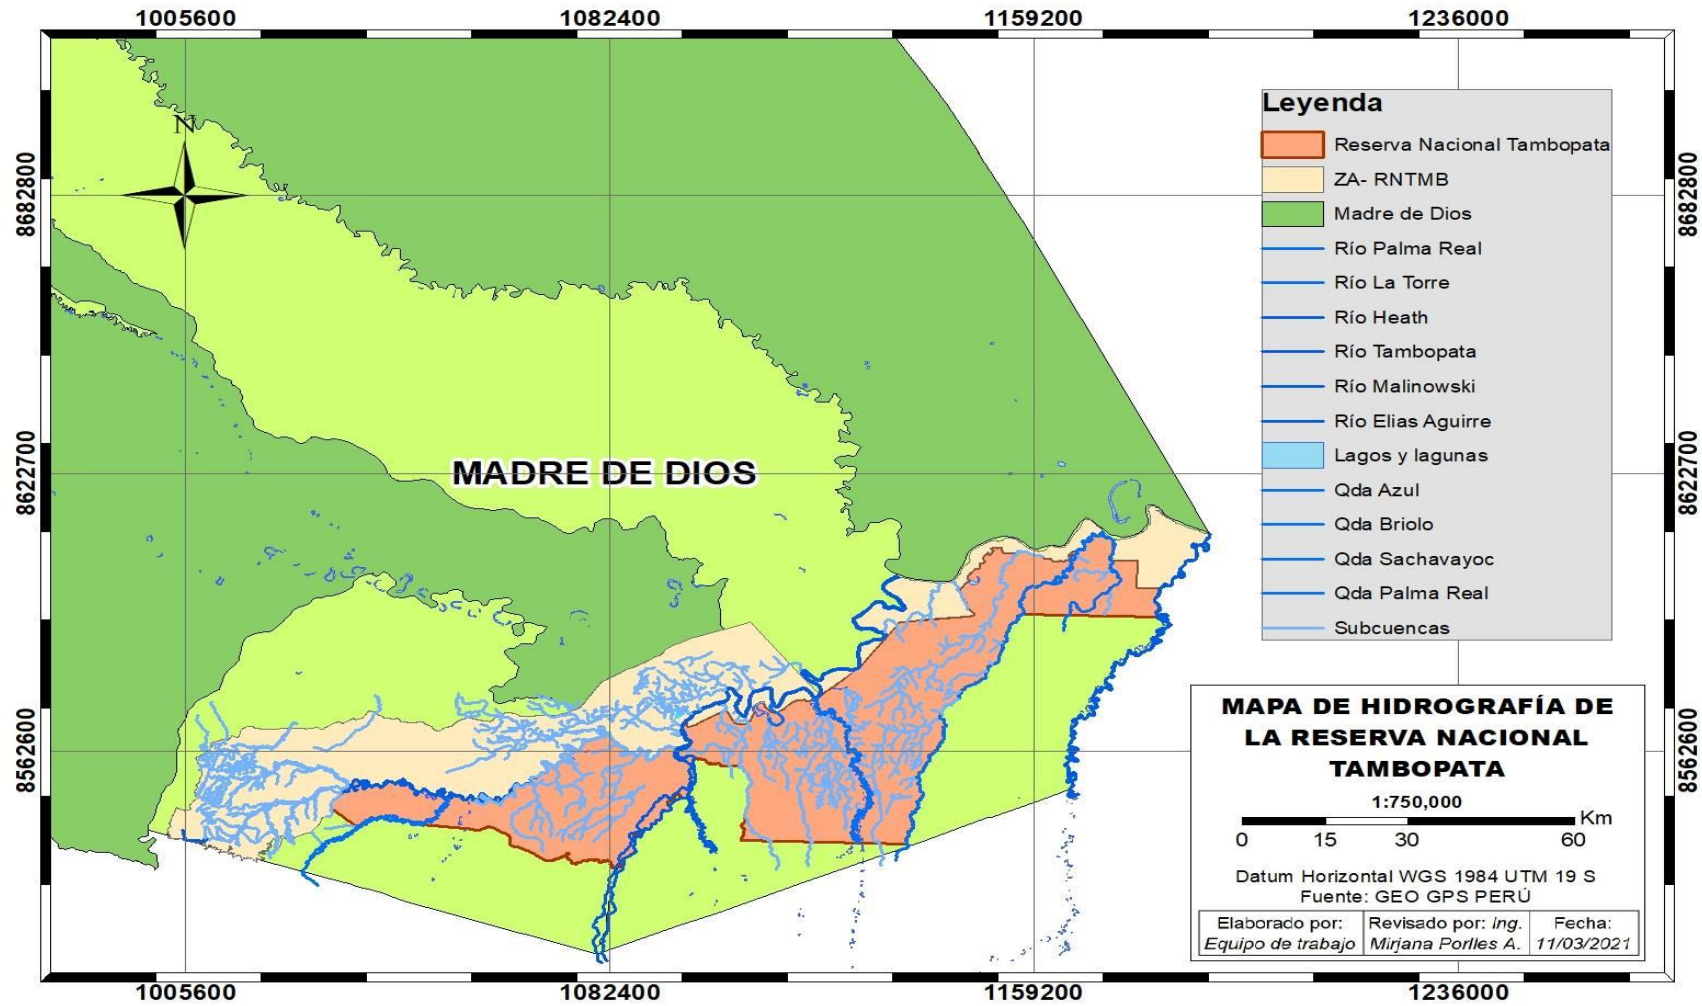 1005600 1082400 1159200 1236000
N
8682800 8682800
8627700 8627700
8562600 8562600
MADRE DE DIOS
Leyenda
Reserva Nacional Tambopata
ZA- RNTMB
Madre de Dios
Río Palma Real
Río La Torre
Río Heath
Río Tambopata
Río Malinowski
Río Elias Aguirre
Lagos y lagunas
Qda Azul
Qda Briolo
Qda Sachavayoc
Qda Palma Real
Subcuencas
MAPA DE HIDROGRAFÍA DE
LA RESERVA NACIONAL
TAMBOPATA
1:750,000
Km
0 15 30 60
Datum Horizontal WGS 1984 UTM 19 S
Fuente: GEO GPS PERÚ
Elaborado por:
Equipo de trabajo
Revisado por: Ing.
Mirjana Porlles A.
Fecha:
11/03/2021
1005600 1082400 1159200 1236000